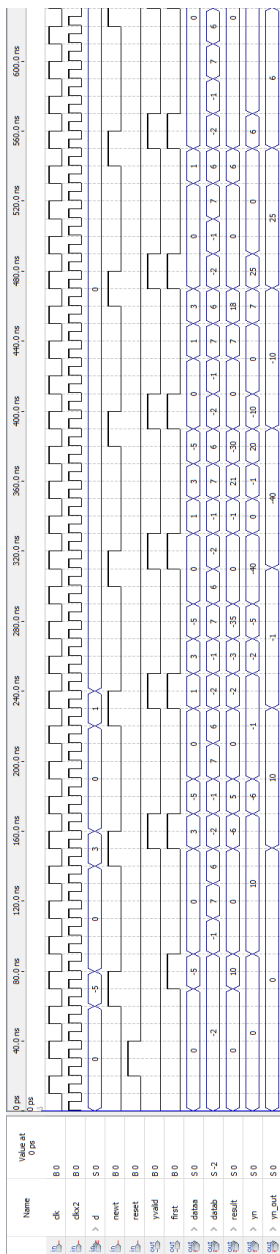 Name Value at 0 ps 0 ps 40.0 ns 80.0 ns 120.0 ns 160.0 ns 200.0 ns 240.0 ns 280.0 ns 320.0 ns 360.0 ns 400.0 ns 440.0 ns 480.0 ns 520.0 ns 560.0 ns 600.0 ns
0 ps
clk B 0
clkx2 B 0
d S 0 0 -5 0 3 0 1 0
newt B 0
reset B 0
yvalid B 0
first B 0
dataa S 0 0 -5 0 3 -5 0 1 3 -5 0 1 3 -5 0 1 3 0 1 0
datab S -2 -2 -1 7 6 -2 -1 7 6 -2 -1 7 6 -2 -1 7 6 -2 -1 7 6 -2 -1 7 6 -2 -1 7 6
result S 0 0 10 0 -6 5 0 -2 -3 -35 0 -1 21 -30 0 7 18 0 6 0
yn S 0 0 10 -6 -1 -2 -5 -40 0 -1 20 -10 0 7 25 0 6
yn_out S 0 0 10 -1 -40 -10 25 6